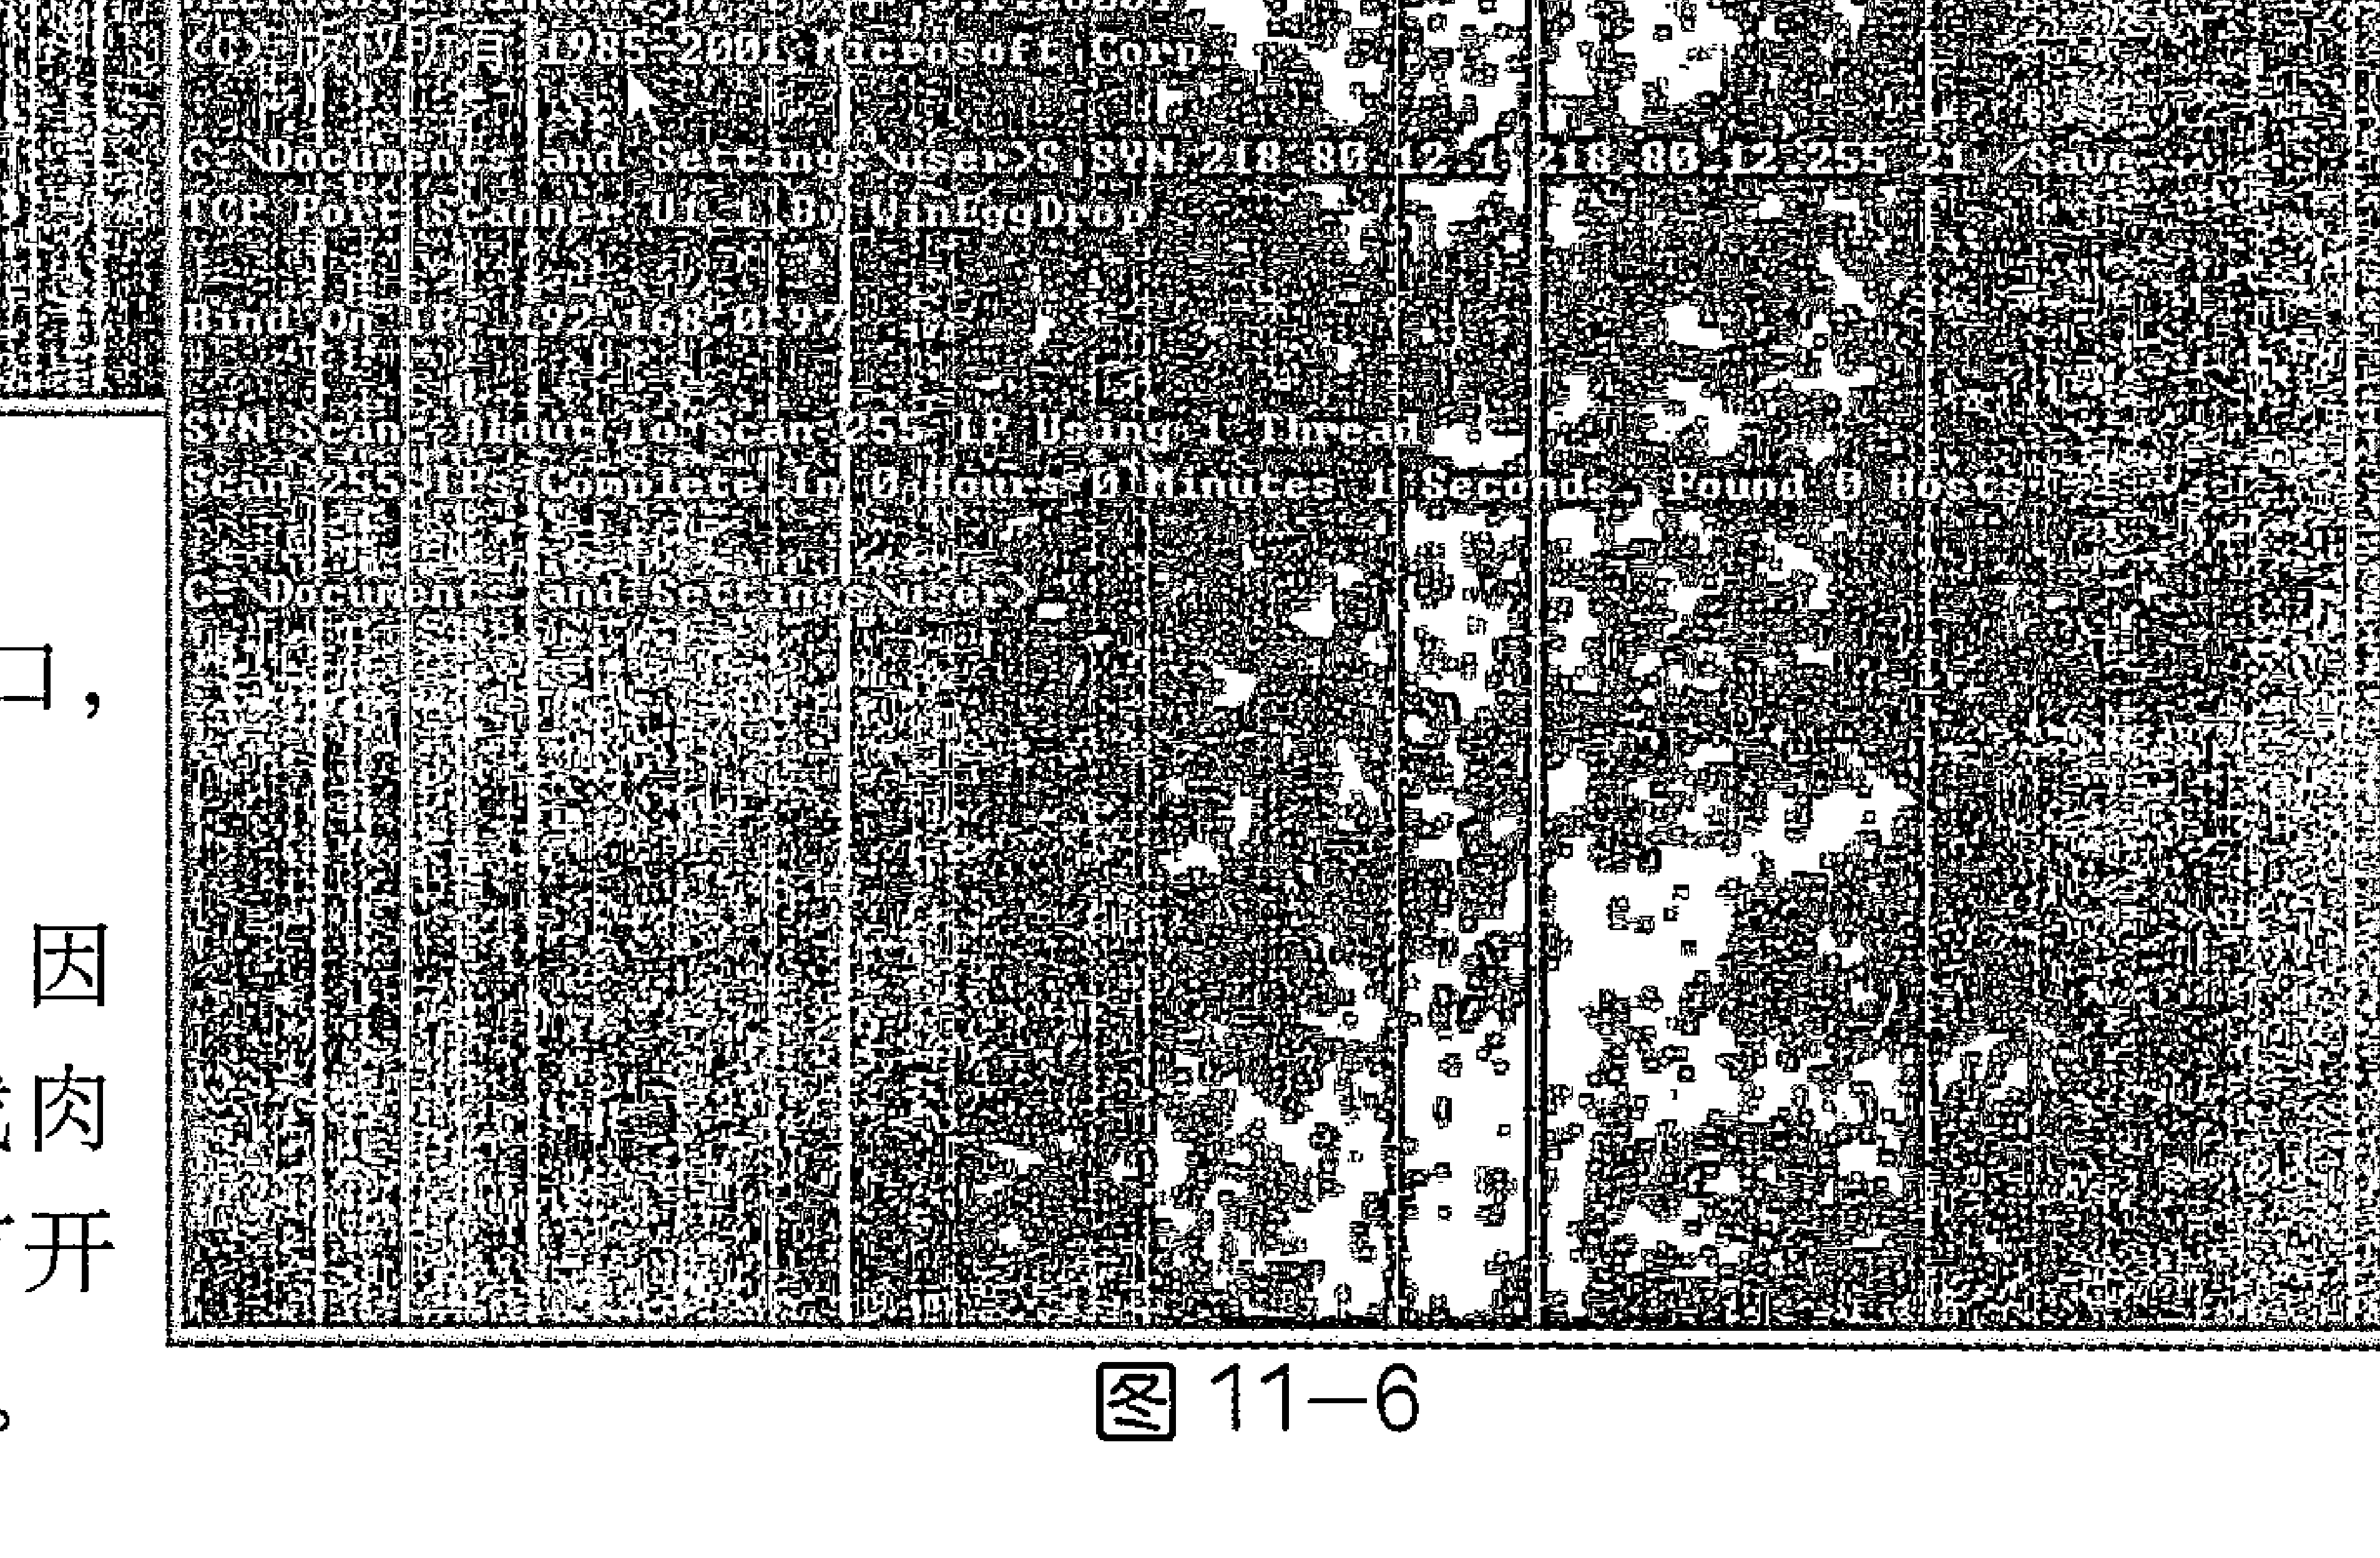 (C) 版权所有 1985-2001 Microsoft Corp.
C:\Documents and Settings\user>S SYN 218.80.12.1 218.80.12.255 21 /Save
TCP Port Scanner V1.1 By WinEggDrop
Bind On IP: 192.168.0.97
SYN Scan: About To Scan 255 IP Using 1 Thread
Scan 255 IPs Complete In 0 Hours 0 Minutes 1 Seconds. Found 0 Hosts
C:\Documents and Settings\user>
口,
因
肉
开
。
图 11-6